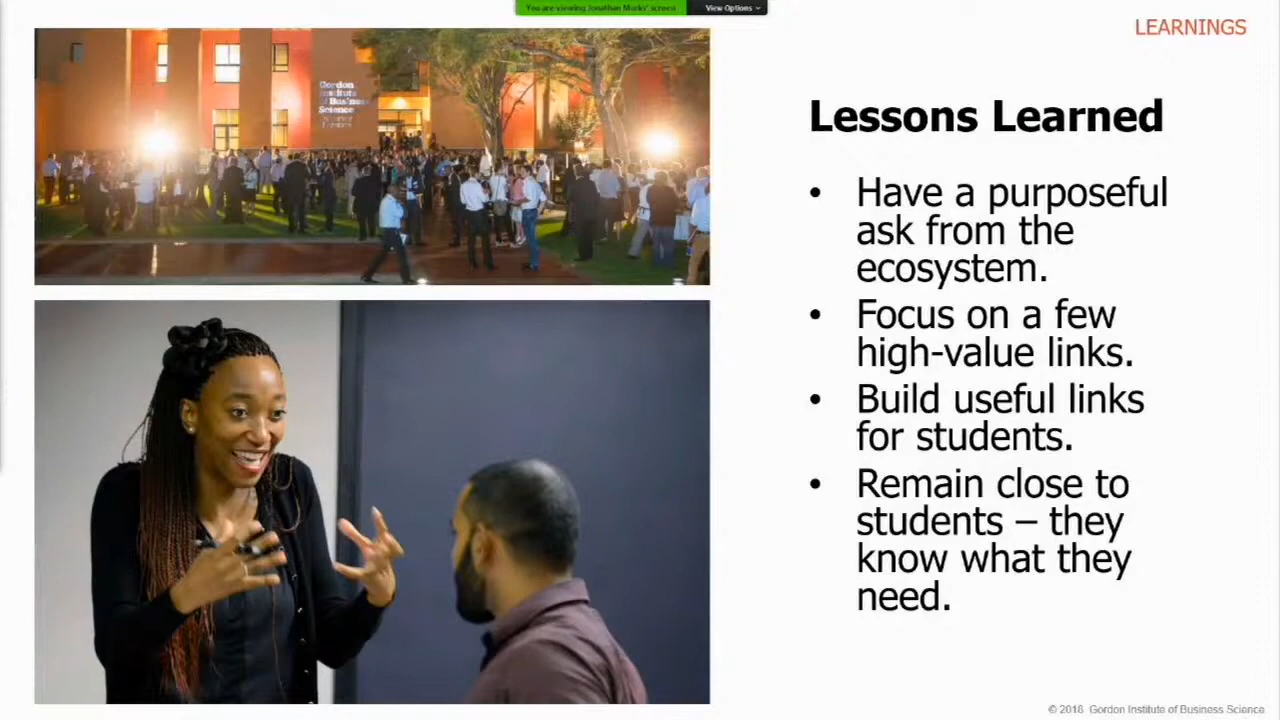 You are viewing Jonathan Marks' screen View Options
LEARNINGS
Gordon
Institute
of Business
Science
Lessons Learned
• Have a purposeful
ask from the
ecosystem.
• Focus on a few
high-value links.
• Build useful links
for students.
• Remain close to
students – they
know what they
need.
© 2018 Gordon Institute of Business Science